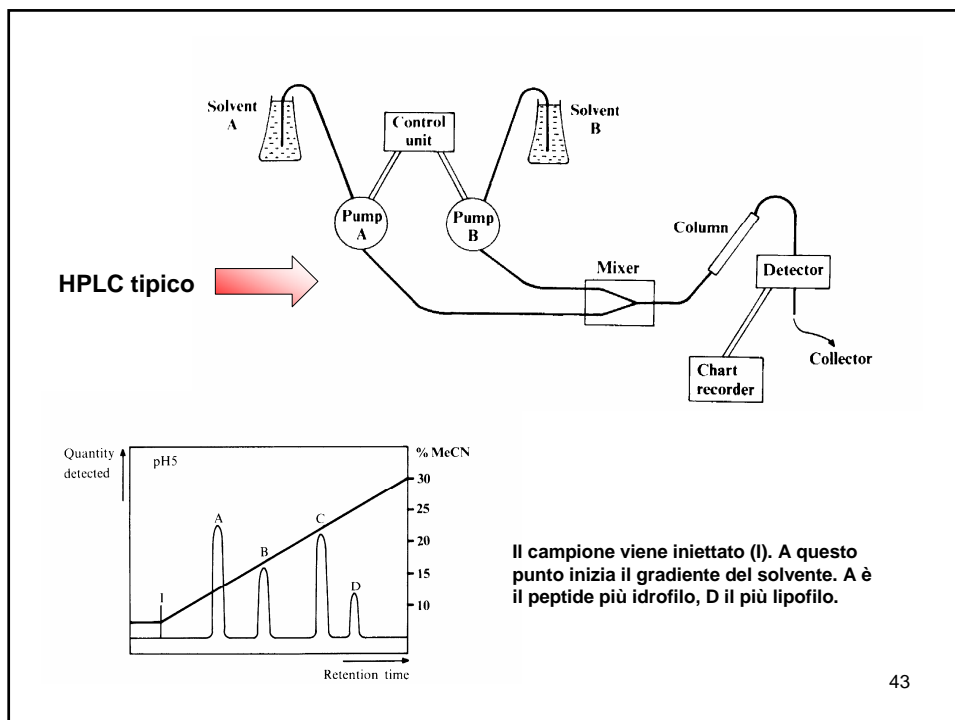 Solvent
A
Control
unit
Solvent
B
Pump
A
Pump
B
Column
Mixer
Detector
HPLC tipico
Collector
Chart
recorder
Quantity
detected
pH5
% MeCN
30
25
20
15
10
A
B
C
D
I
Retention time
Il campione viene iniettato (I). A questo
punto inizia il gradiente del solvente. A è
il peptide più idrofilo, D il più lipofilo.
43